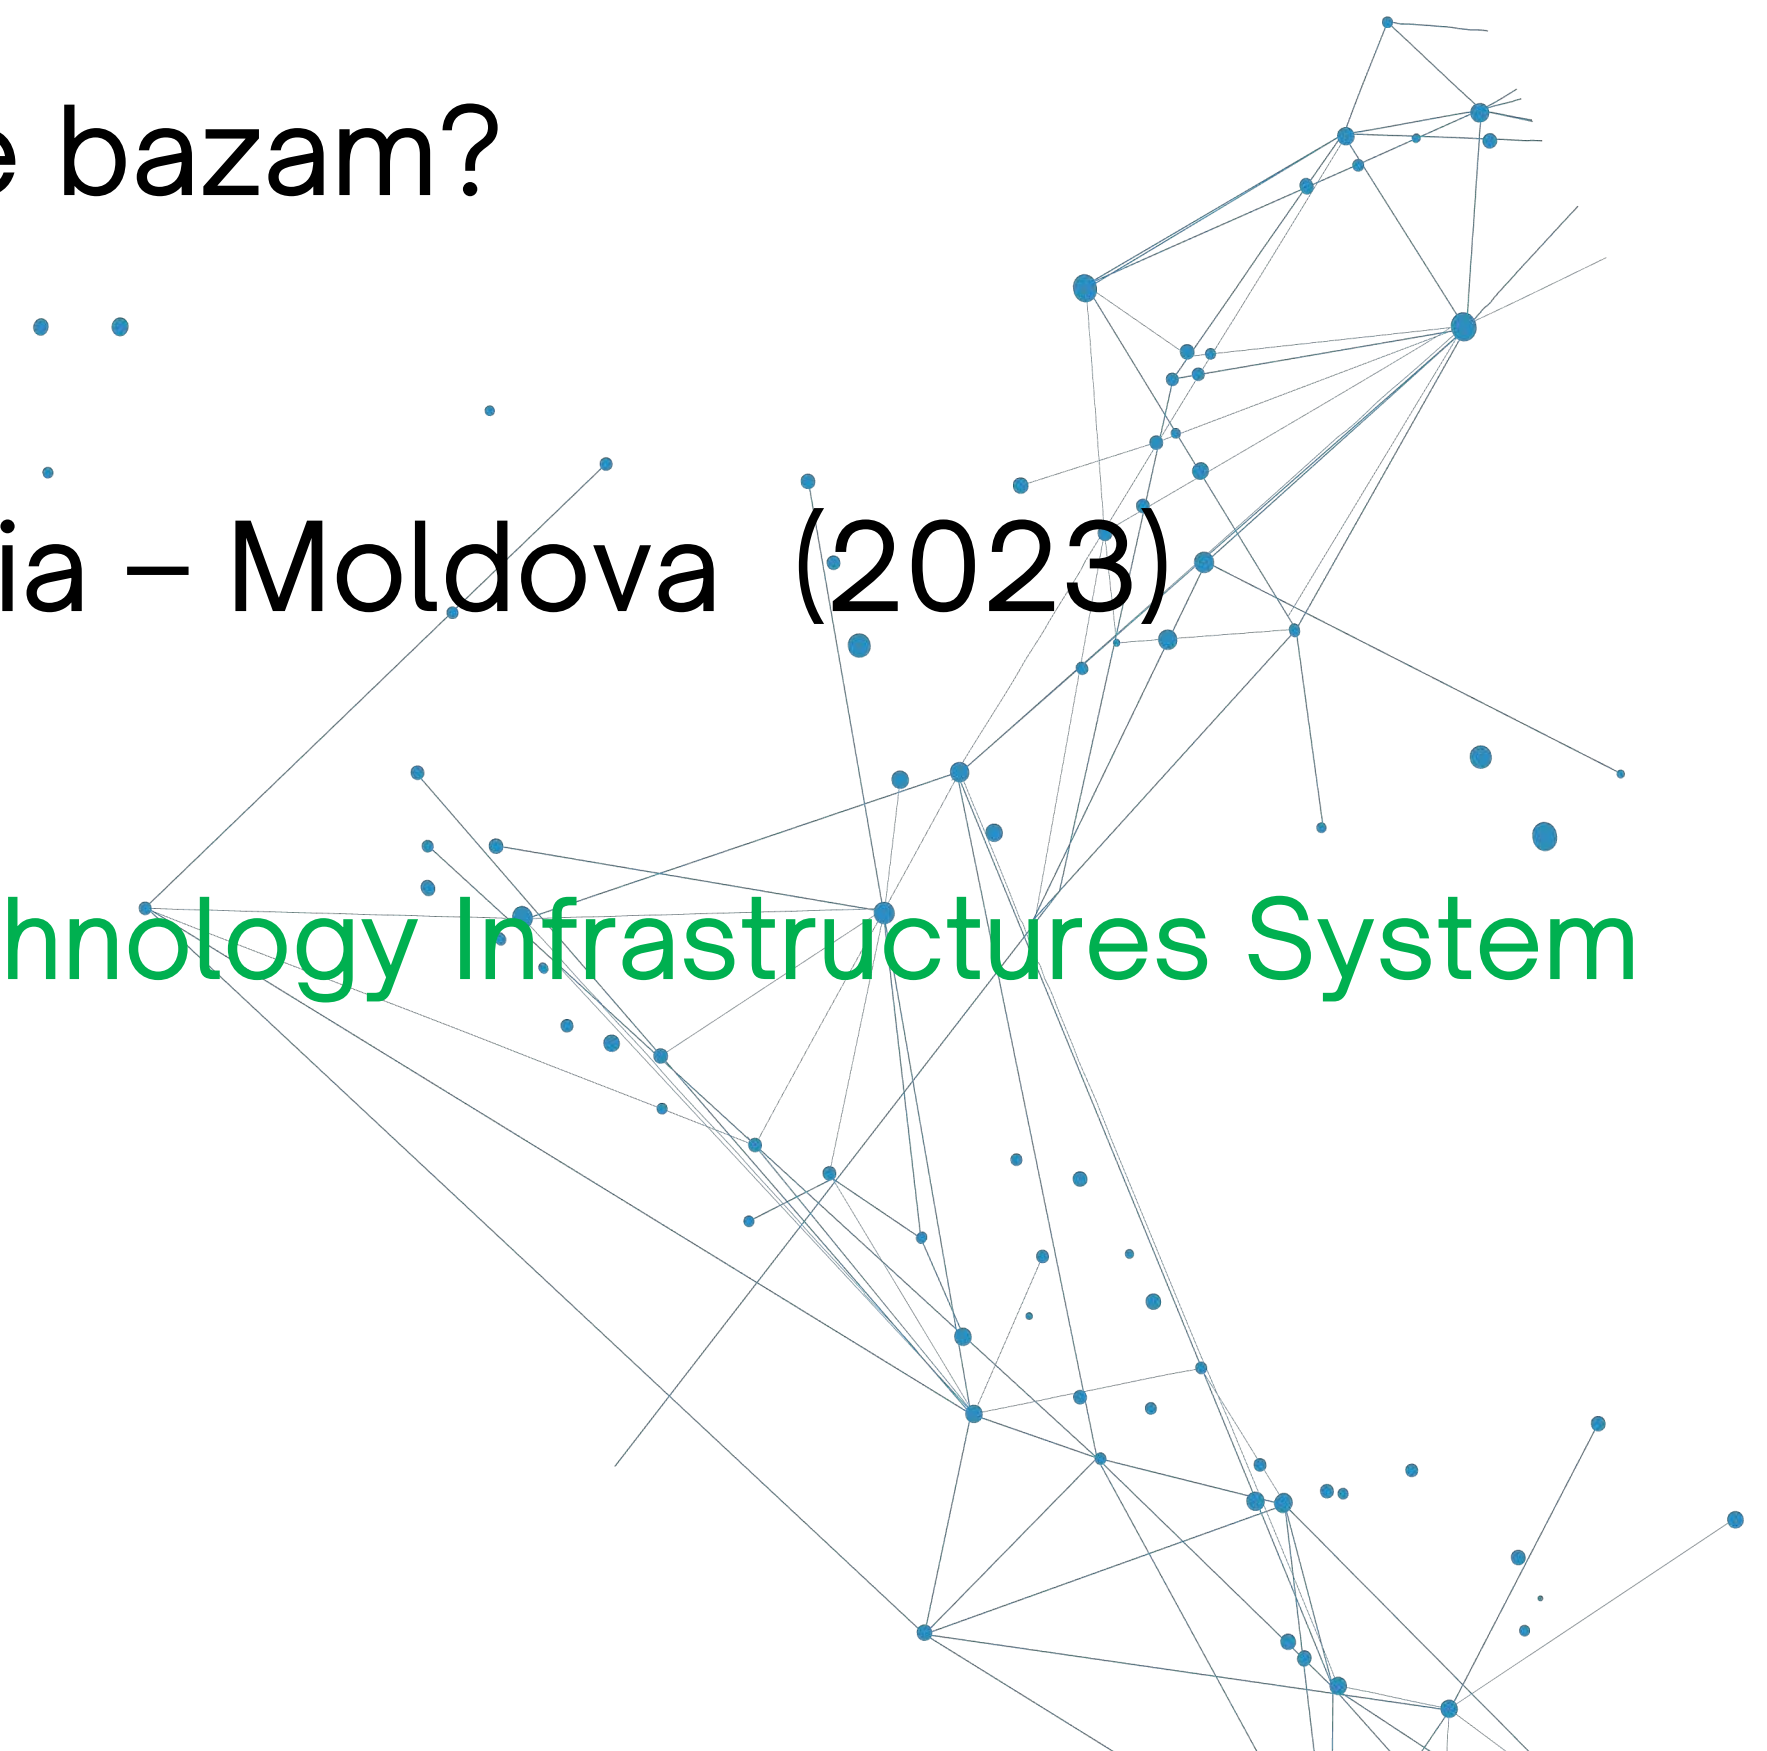 e bazam?
ia – Moldova (2023)
hnology Infrastructures System